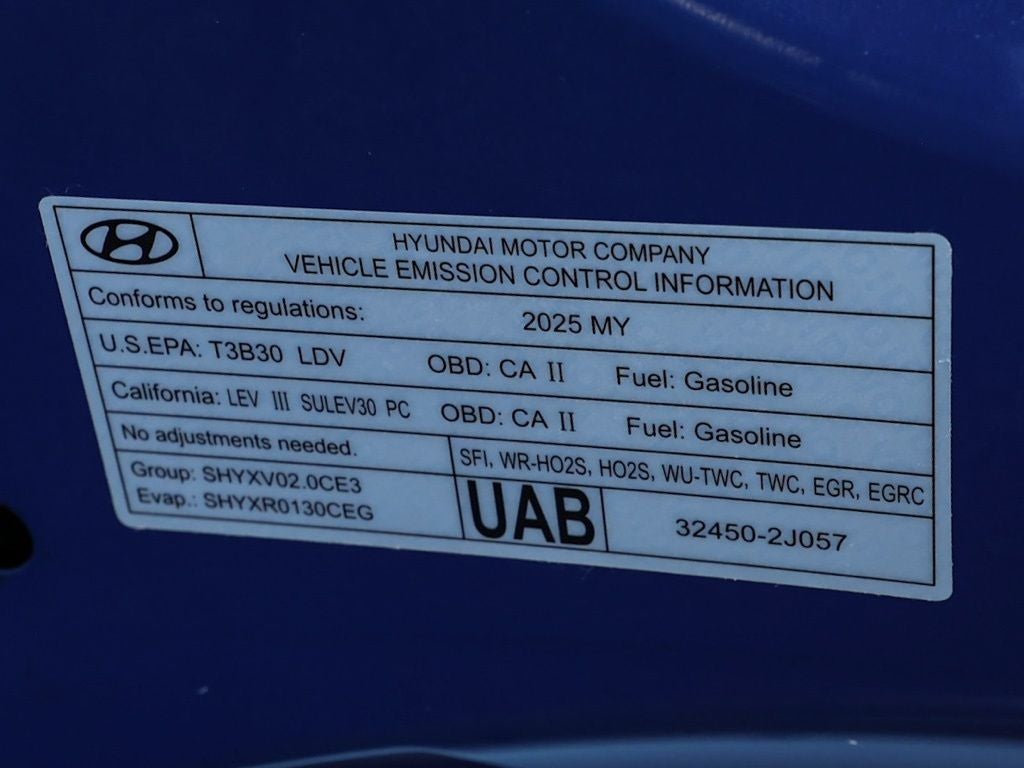 HYUNDAI MOTOR COMPANY
VEHICLE EMISSION CONTROL INFORMATION
Conforms to regulations: 2025 MY
U.S.EPA: T3B30 LDV OBD: CA II Fuel: Gasoline
California: LEV III SULEV30 PC OBD: CA II Fuel: Gasoline
No adjustments needed.
SFI, WR-HO2S, HO2S, WU-TWC, TWC, EGR, EGRC
Group: SHYXV02.0CE3
Evap.: SHYXR0130CEG
UAB
32450-2J057